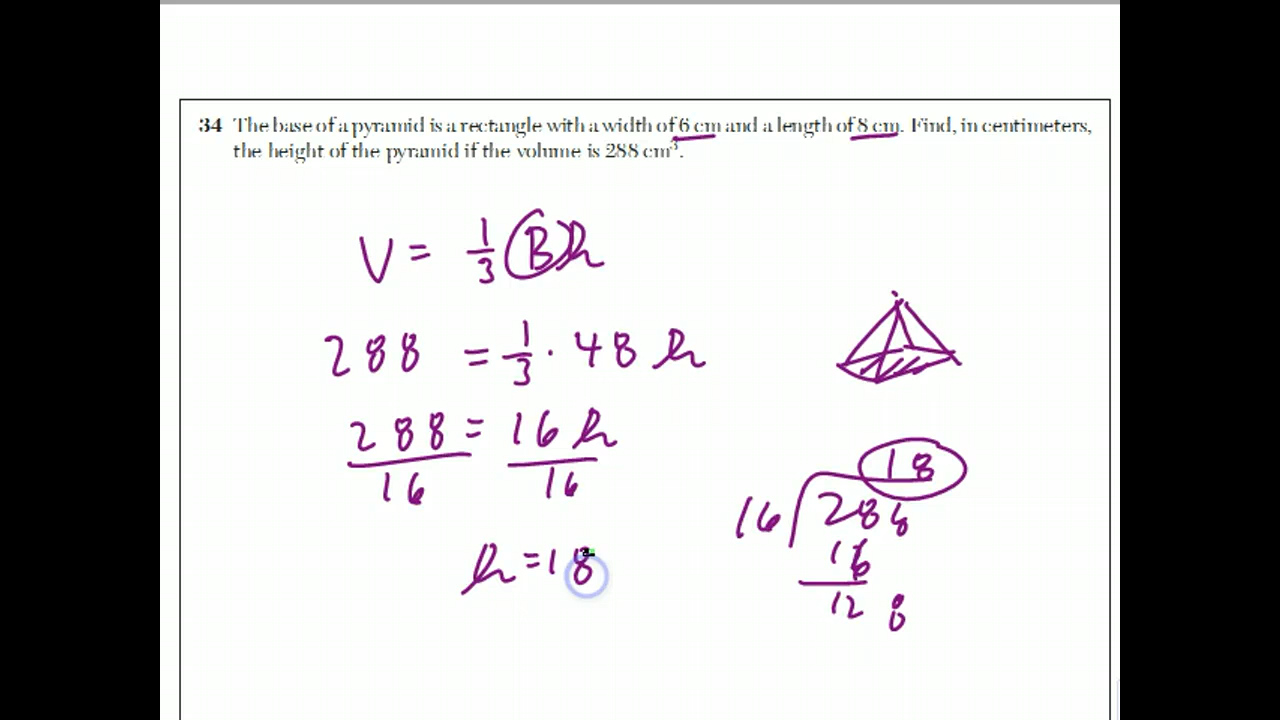 34 The base of a pyramid is a rectangle with a width of 6 cm and a length of 8 cm. Find, in centimeters,
the height of the pyramid if the volume is 288 cm³.
V = 1/3 (B)h
288 = 1/3 · 48 h
288 = 16 h
16 16
h = 18
18
16 288
16
128